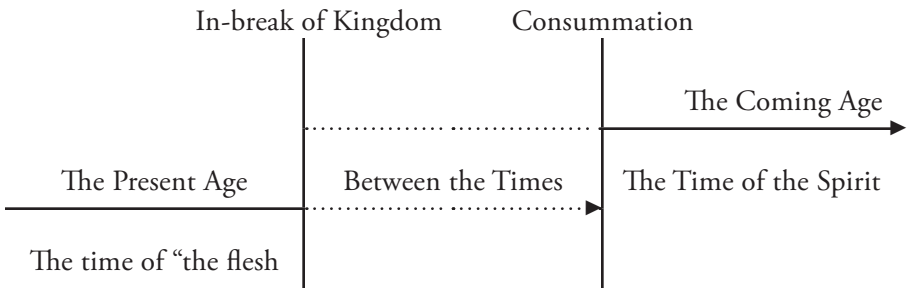 In-break of Kingdom
Consummation
The Coming Age
The Present Age
Between the Times
The Time of the Spirit
The time of “the flesh